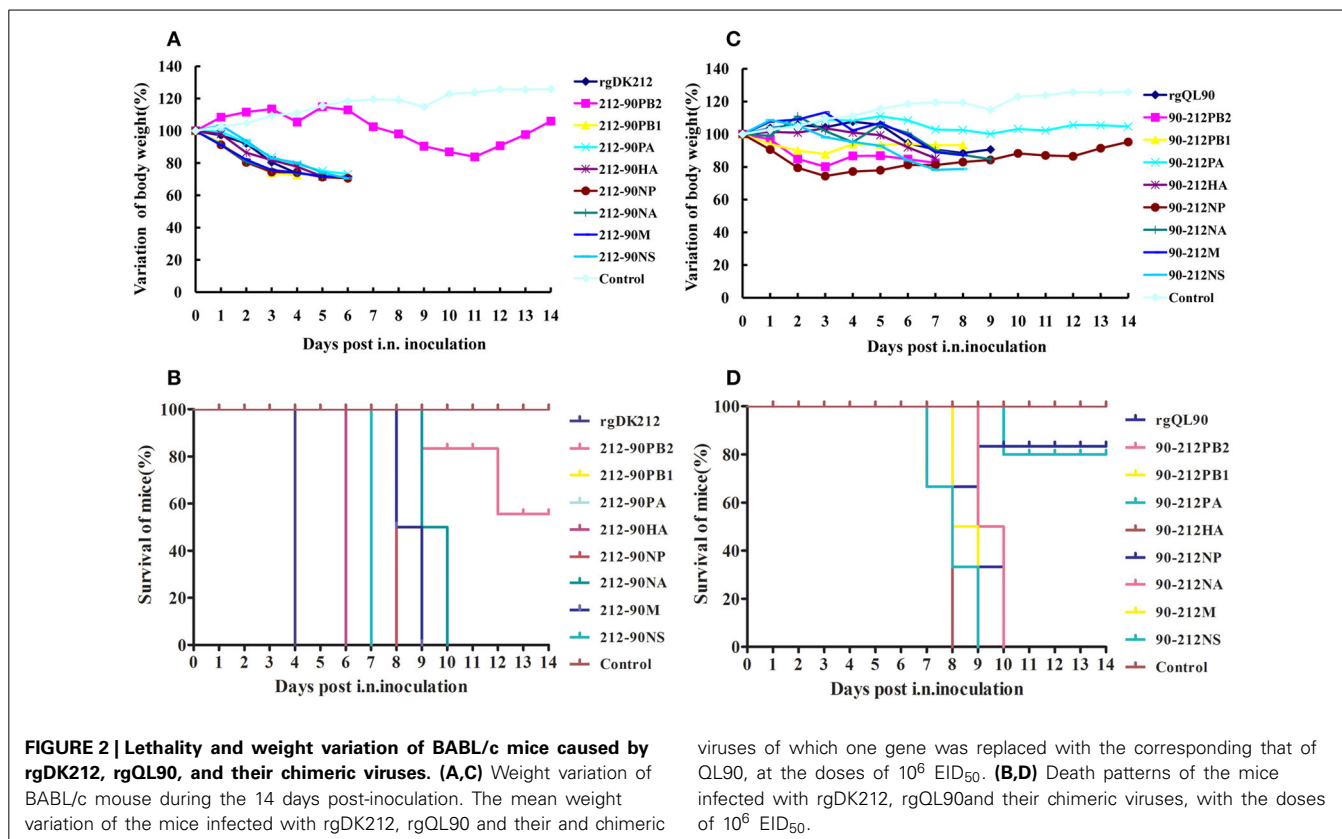 A
Variation of body weight(%)
140
120
100
80
60
40
20
0
0 1 2 3 4 5 6 7 8 9 10 11 12 13 14
Days post i.n. inoculation
rgDK212
212-90PB2
212-90PB1
212-90PA
212-90HA
212-90NP
212-90NA
212-90M
212-90NS
Control
C
Variation of body weight(%)
140
120
100
80
60
40
20
0
0 1 2 3 4 5 6 7 8 9 10 11 12 13 14
Days post i.n.inoculation
rgQL90
90-212PB2
90-212PB1
90-212PA
90-212HA
90-212NP
90-212NA
90-212M
90-212NS
Control
B
Survival of mice(%)
100
80
60
40
20
0
0 1 2 3 4 5 6 7 8 9 10 11 12 13 14
Days post i.n.inoculation
rgDK212
212-90PB2
212-90PB1
212-90PA
212-90HA
212-90NP
212-90NA
212-90M
212-90NS
Control
D
Survival of mice(%)
100
80
60
40
20
0
0 1 2 3 4 5 6 7 8 9 10 11 12 13 14
Days post i.n.inoculation
rgQL90
90-212PB2
90-212PB1
90-212PA
90-212HA
90-212NP
90-212NA
90-212M
90-212NS
Control
FIGURE 2 | Lethality and weight variation of BABL/c mice caused by
rgDK212, rgQL90, and their chimeric viruses. (A,C) Weight variation of
BABL/c mouse during the 14 days post-inoculation. The mean weight
variation of the mice infected with rgDK212, rgQL90 and their and chimeric
viruses of which one gene was replaced with the corresponding that of
QL90, at the doses of 10⁶ EID₅₀. (B,D) Death patterns of the mice
infected with rgDK212, rgQL90and their chimeric viruses, with the doses
of 10⁶ EID₅₀.